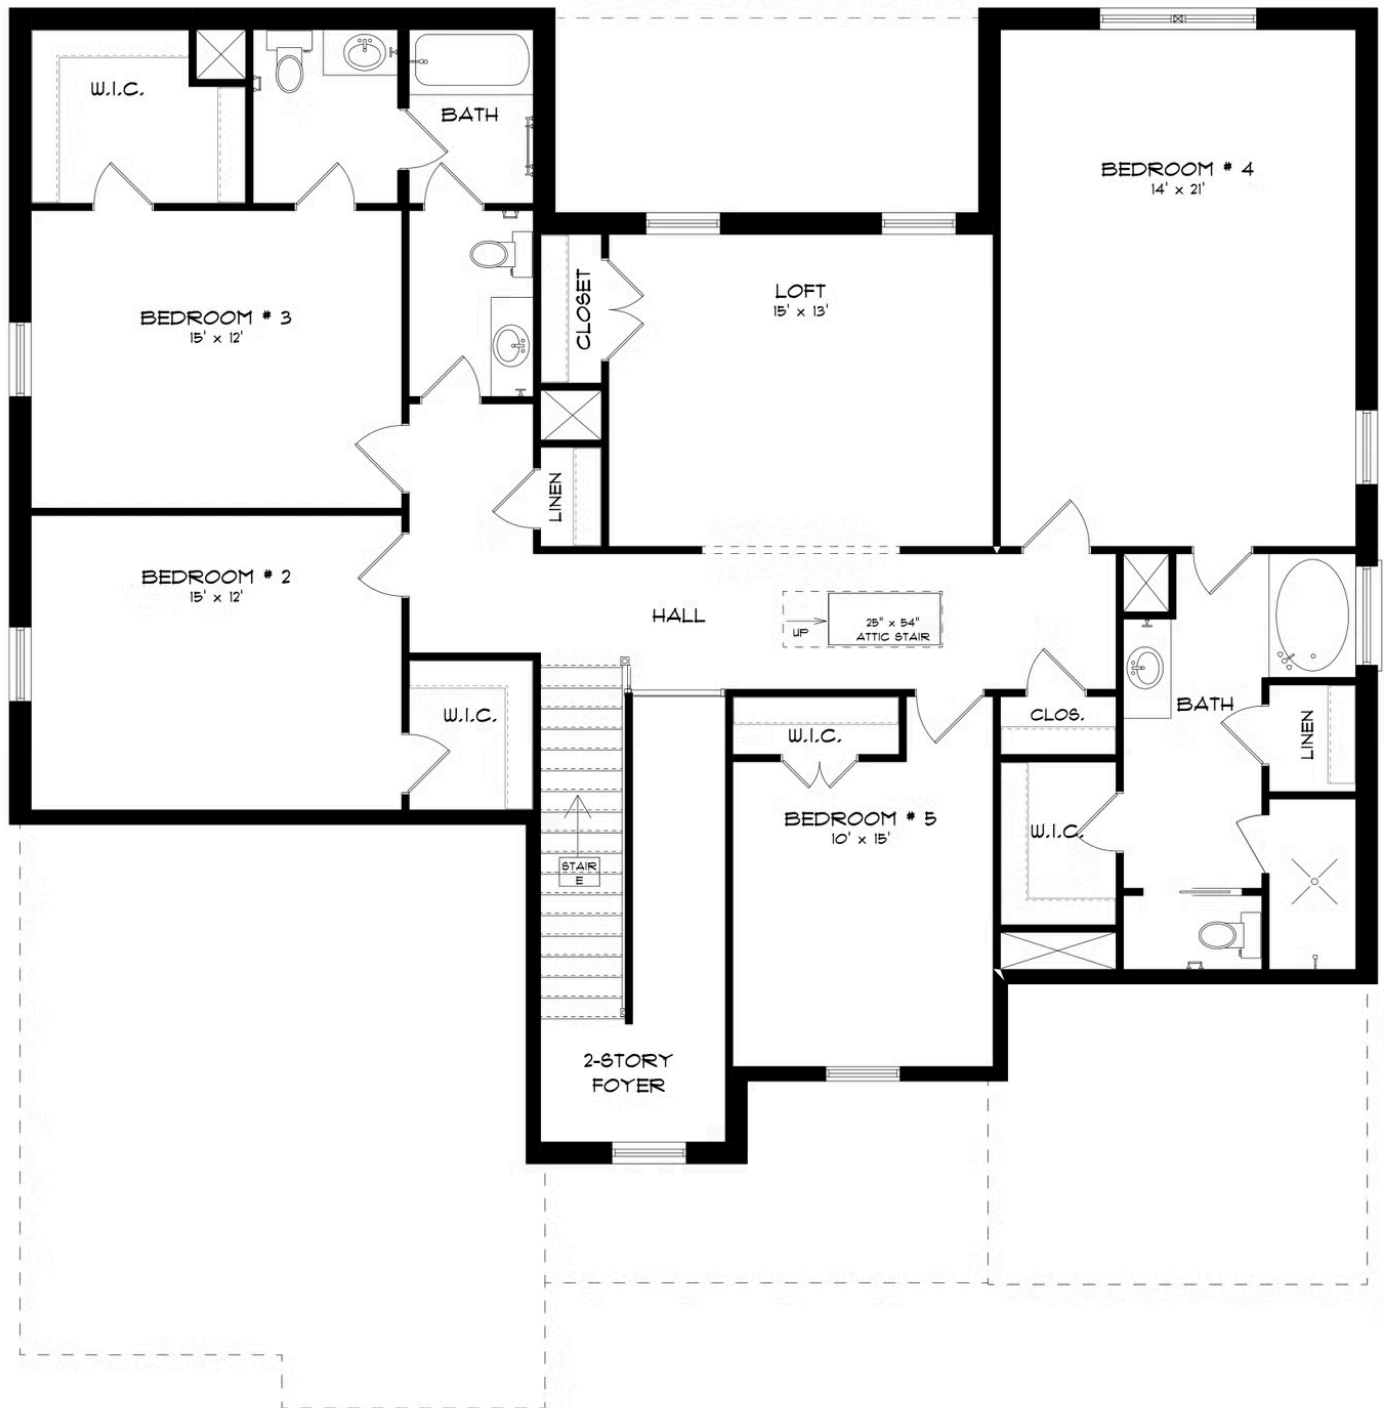 W.I.C.
BATH
BEDROOM # 4
14' x 21'
BEDROOM # 3
15' x 12'
CLOSET
LOFT
15' x 13'
LINEN
BEDROOM # 2
15' x 12'
HALL
UP
25" x 54"
ATTIC STAIR
W.I.C.
W.I.C.
CLOS.
BATH
LINEN
BEDROOM # 5
10' x 15'
W.I.C.
STAIR
E
2-STORY
FOYER